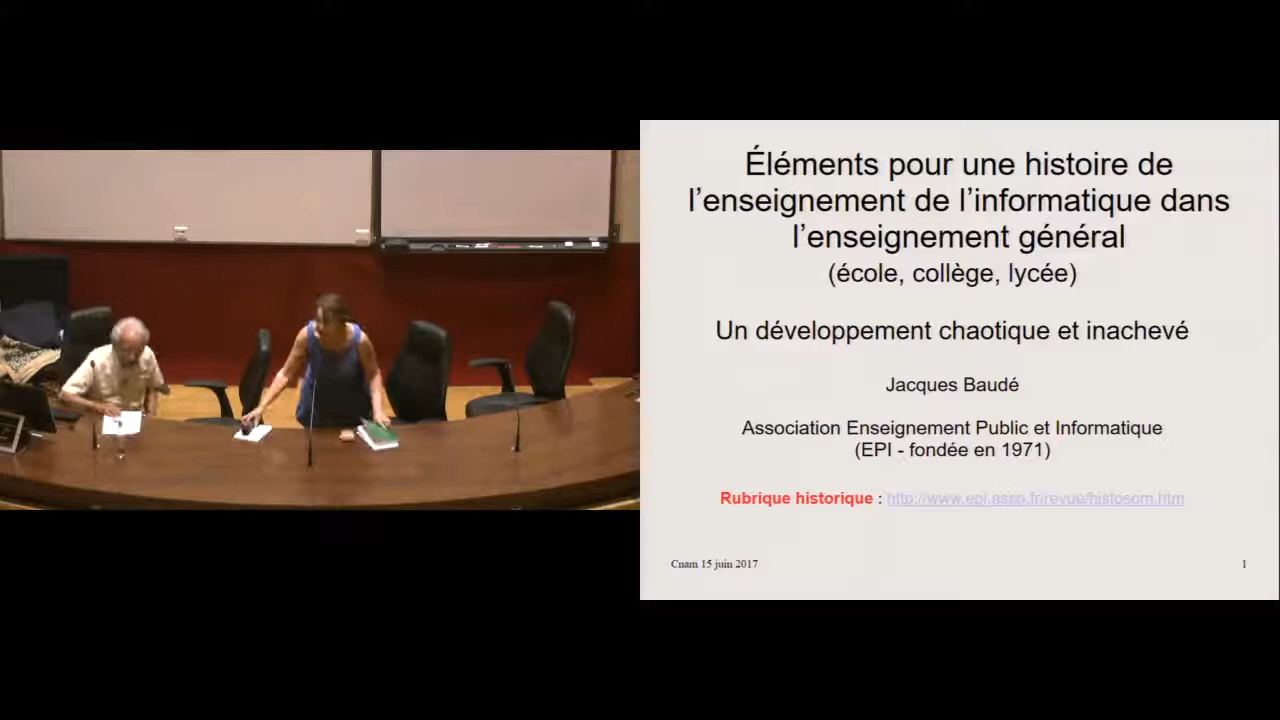 Éléments pour une histoire de
l’enseignement de l’informatique dans
l’enseignement général
(école, collège, lycée)
Un développement chaotique et inachevé
Jacques Baudé
Association Enseignement Public et Informatique
(EPI - fondée en 1971)
Rubrique historique : http://www.epi.asso.fr/revue/histosom.htm
Cnam 15 juin 2017
1